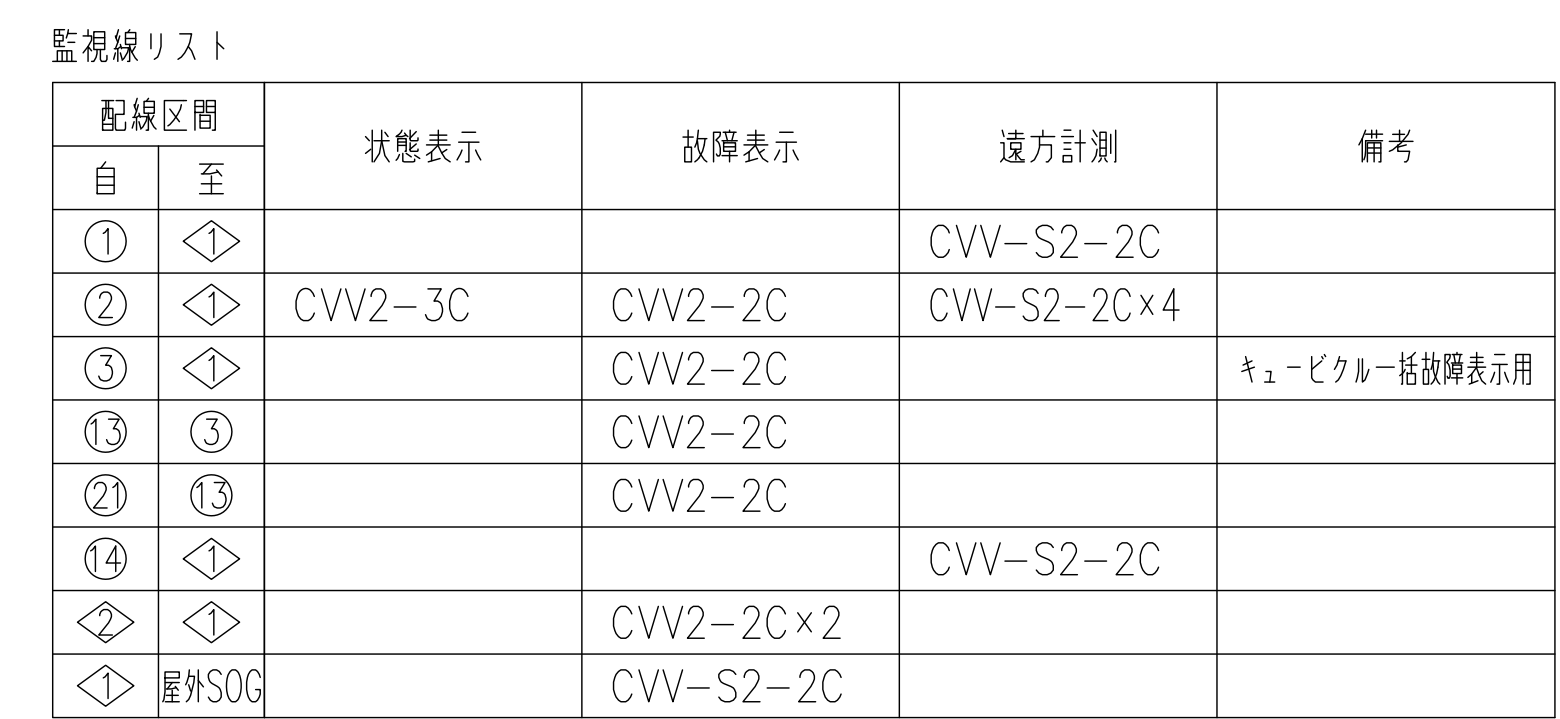 監視線リスト
配線区間 状態表示 故障表示 遠方計測 備考
自 至
① 1 CVV-S2-2C
② 1 CVV2-3C CVV2-2C CVV-S2-2C×4
③ 1 CVV2-2C キュービクル一括故障表示用
⑬ ③ CVV2-2C
㉑ ⑬ CVV2-2C
⑭ 1 CVV-S2-2C
2 1 CVV2-2C×2
1 屋外SOG CVV-S2-2C